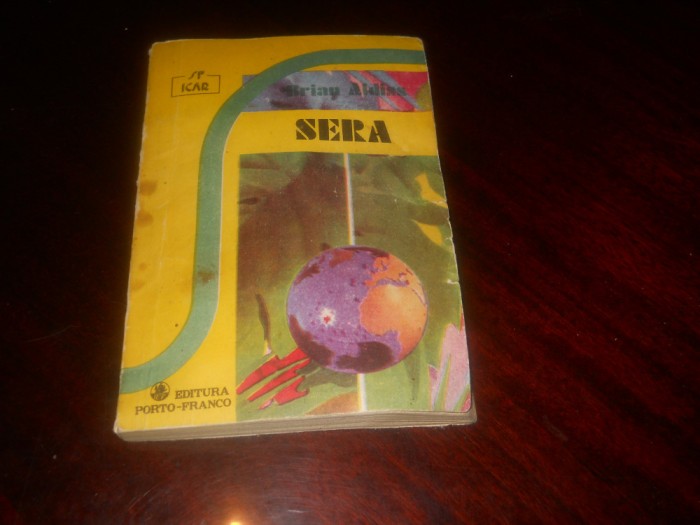 SF
ICAR
Brian Aldiss
SERA
EDITURA
PORTO-FRANCO